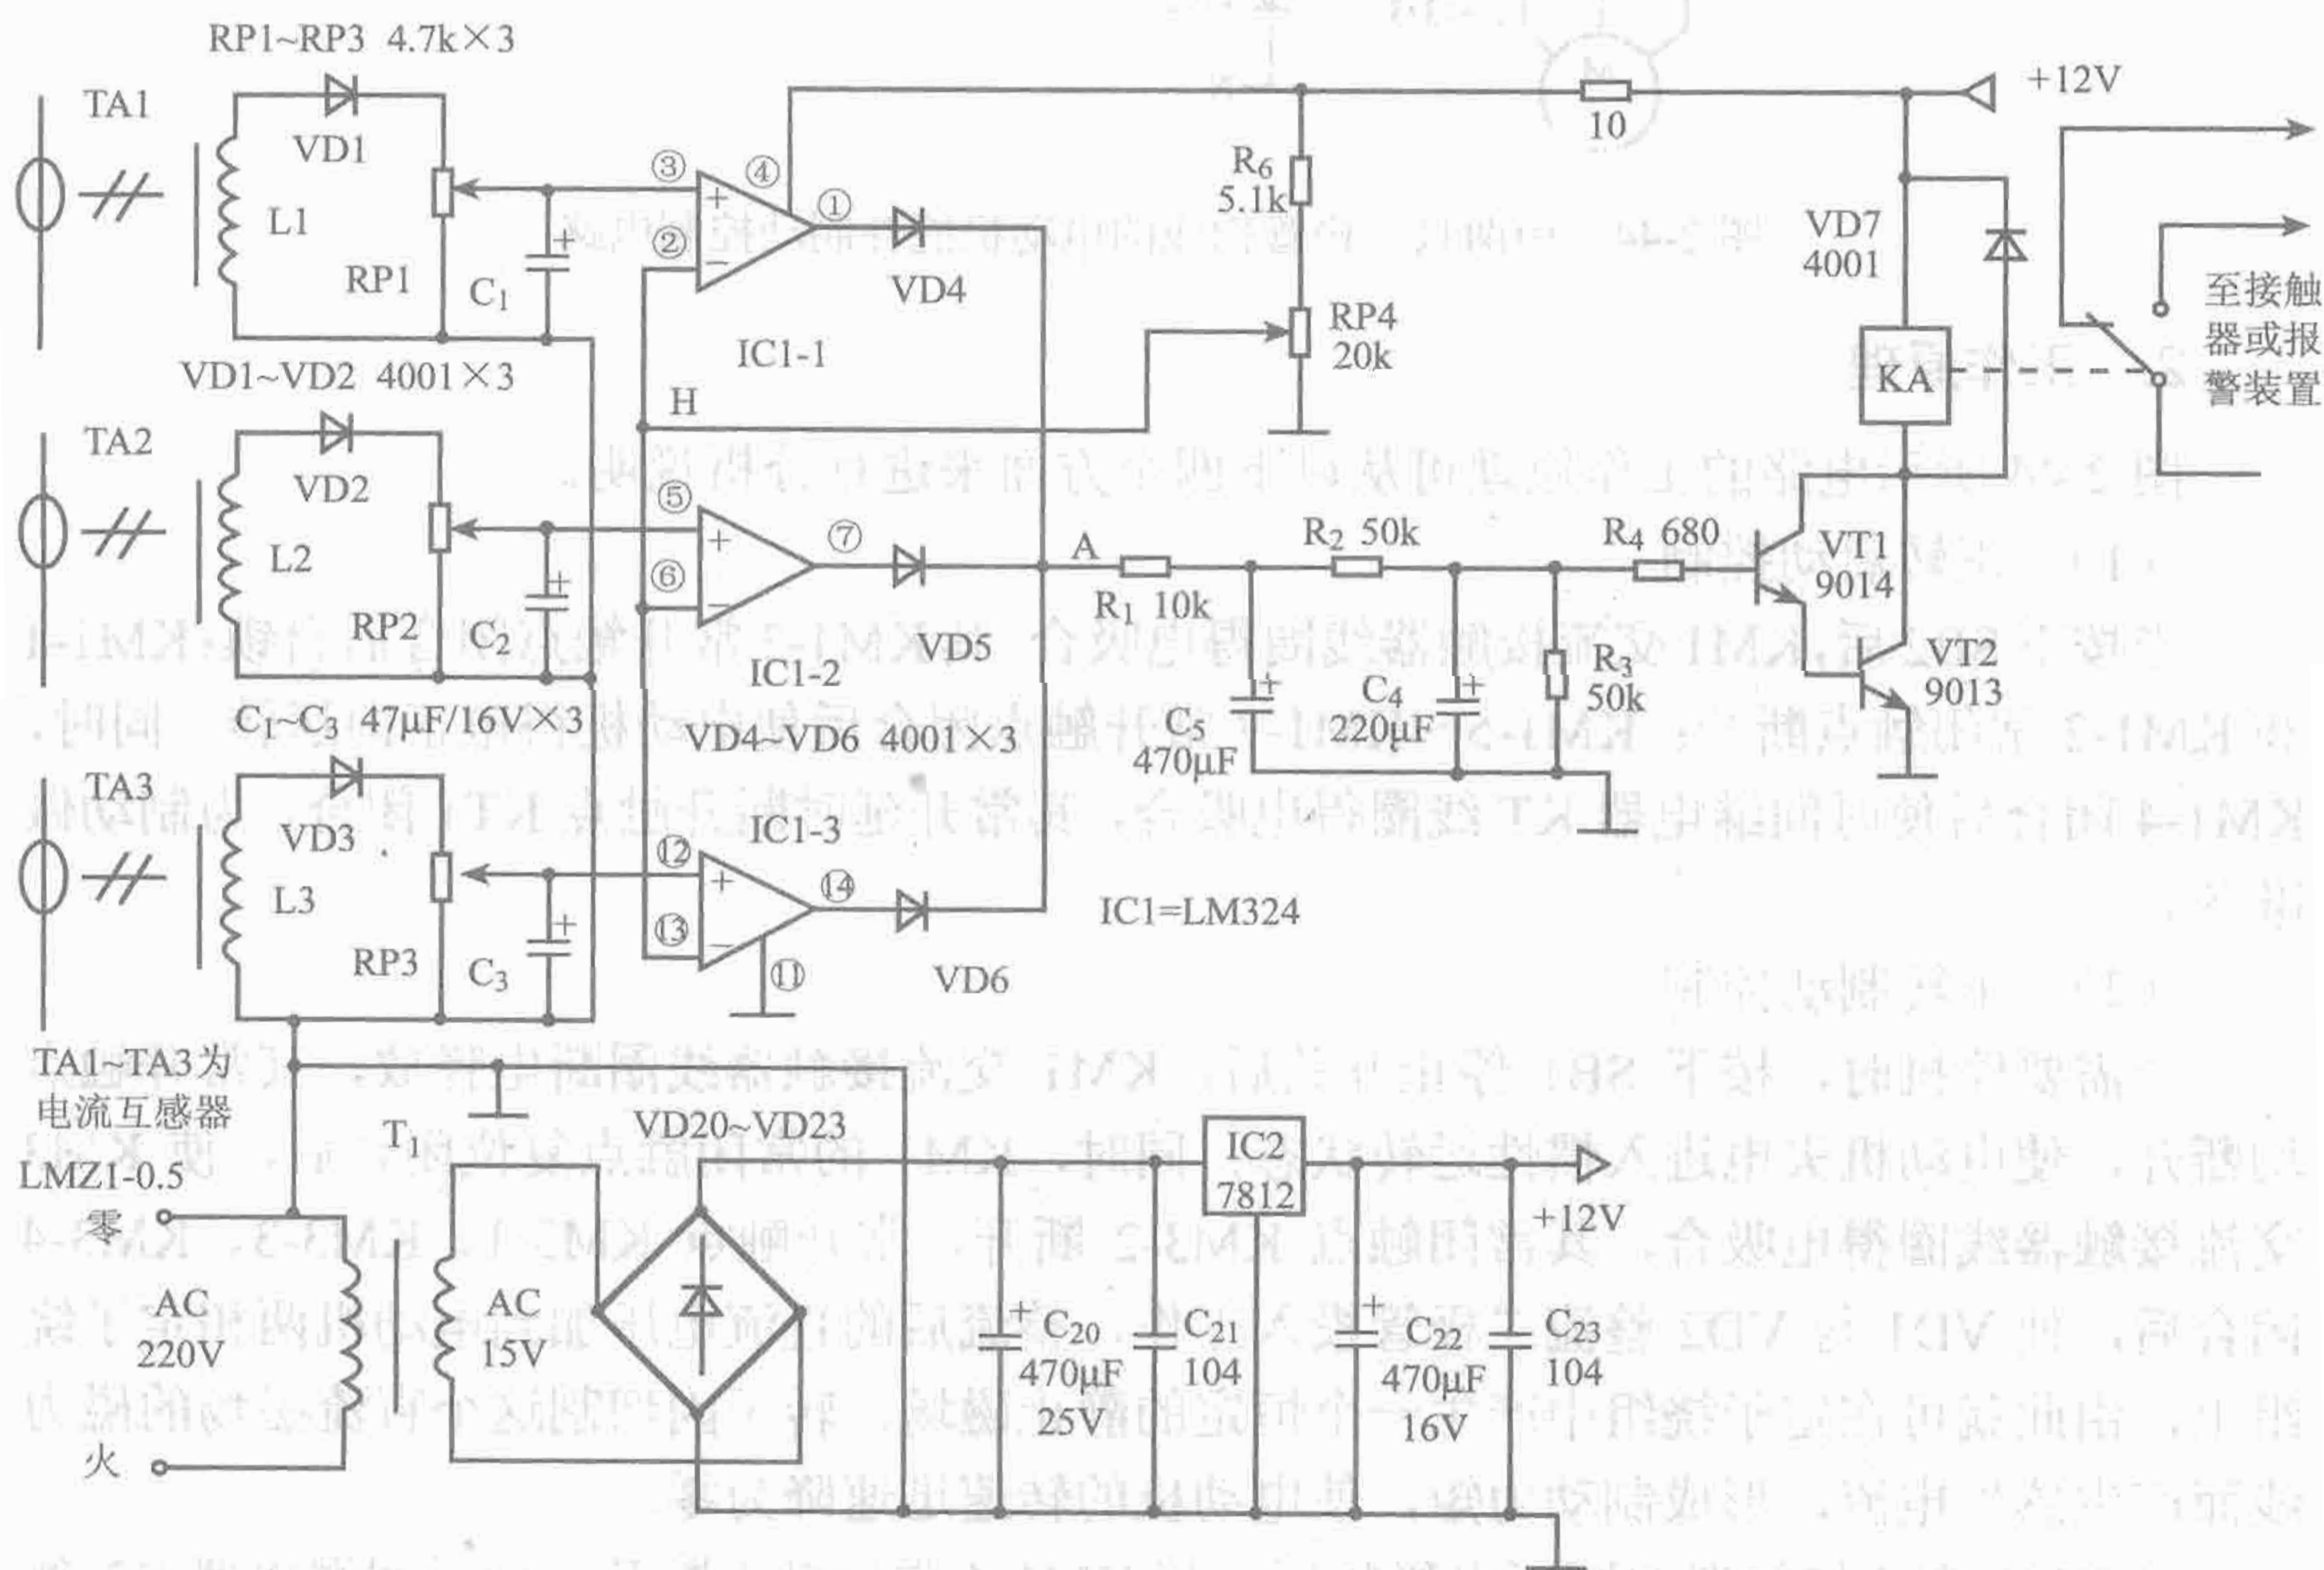 RP1~RP3 4.7k×3
TA1
VD1
L1
RP1
C₁
+
③
②
④
①
+
−
IC1-1
VD4
10
+12V
R₆
5.1k
RP4
20k
VD7
4001
KA
至接触
器或报
警装置
VD1~VD2 4001×3
TA2
VD2
L2
RP2
C₂
+
H
⑤
⑥
⑦
+
−
IC1-2
VD5
A
R₁ 10k
R₂ 50k
R₄ 680
VT1
9014
VT2
9013
R₃
50k
C₅
470μF
+
C₄
220μF
+
C₁~C₃ 47μF/16V×3
VD4~VD6 4001×3
TA3
VD3
L3
RP3
C₃
+
IC1-3
⑫
⑬
⑭
⑪
+
−
VD6
IC1=LM324
TA1~TA3为
电流互感器
LMZ1-0.5
零
T₁
VD20~VD23
AC
220V
AC
15V
火
IC2
7812
+12V
+
C₂₀
470μF
25V
C₂₁
104
+
C₂₂
470μF
16V
C₂₃
104